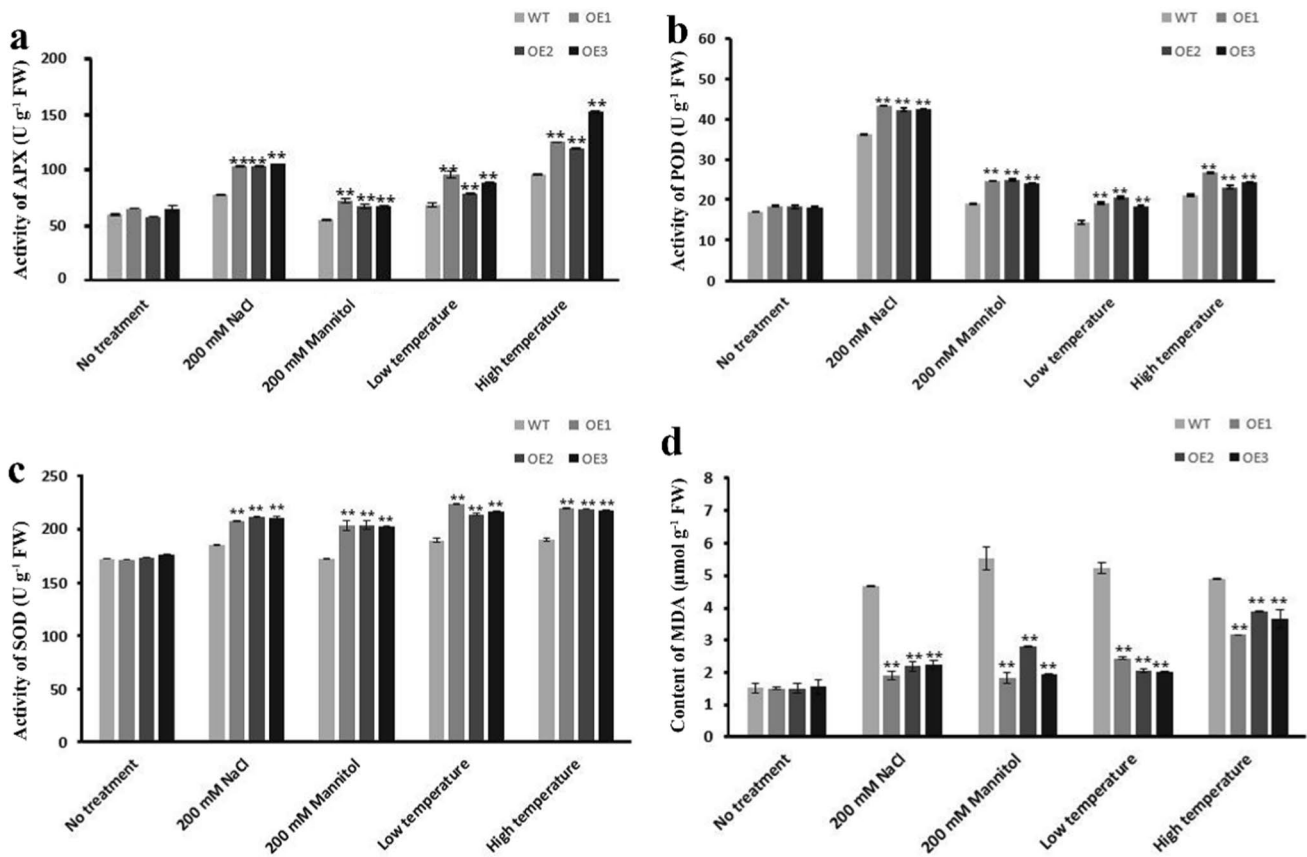 a
WT OE1
OE2 OE3
Activity of APX (U g-1 FW)
200
150
100
50
0
** ** **
** ** **
** ** **
** ** **
No treatment
200 mM NaCl
200 mM Mannitol
Low temperature
High temperature
b
WT OE1
OE2 OE3
Activity of POD (U g-1 FW)
60
50
40
30
20
10
0
** ** **
** ** **
** ** **
** ** **
No treatment
200 mM NaCl
200 mM Mannitol
Low temperature
High temperature
c
WT OE1
OE2 OE3
Activity of SOD (U g-1 FW)
250
200
150
100
50
0
** ** **
** ** **
** ** **
** ** **
No treatment
200 mM NaCl
200 mM Mannitol
Low temperature
High temperature
d
WT OE1
OE2 OE3
Content of MDA (μmol g-1 FW)
8
7
6
5
4
3
2
1
0
** ** **
** ** **
** ** **
** ** **
No treatment
200 mM NaCl
200 mM Mannitol
Low temperature
High temperature